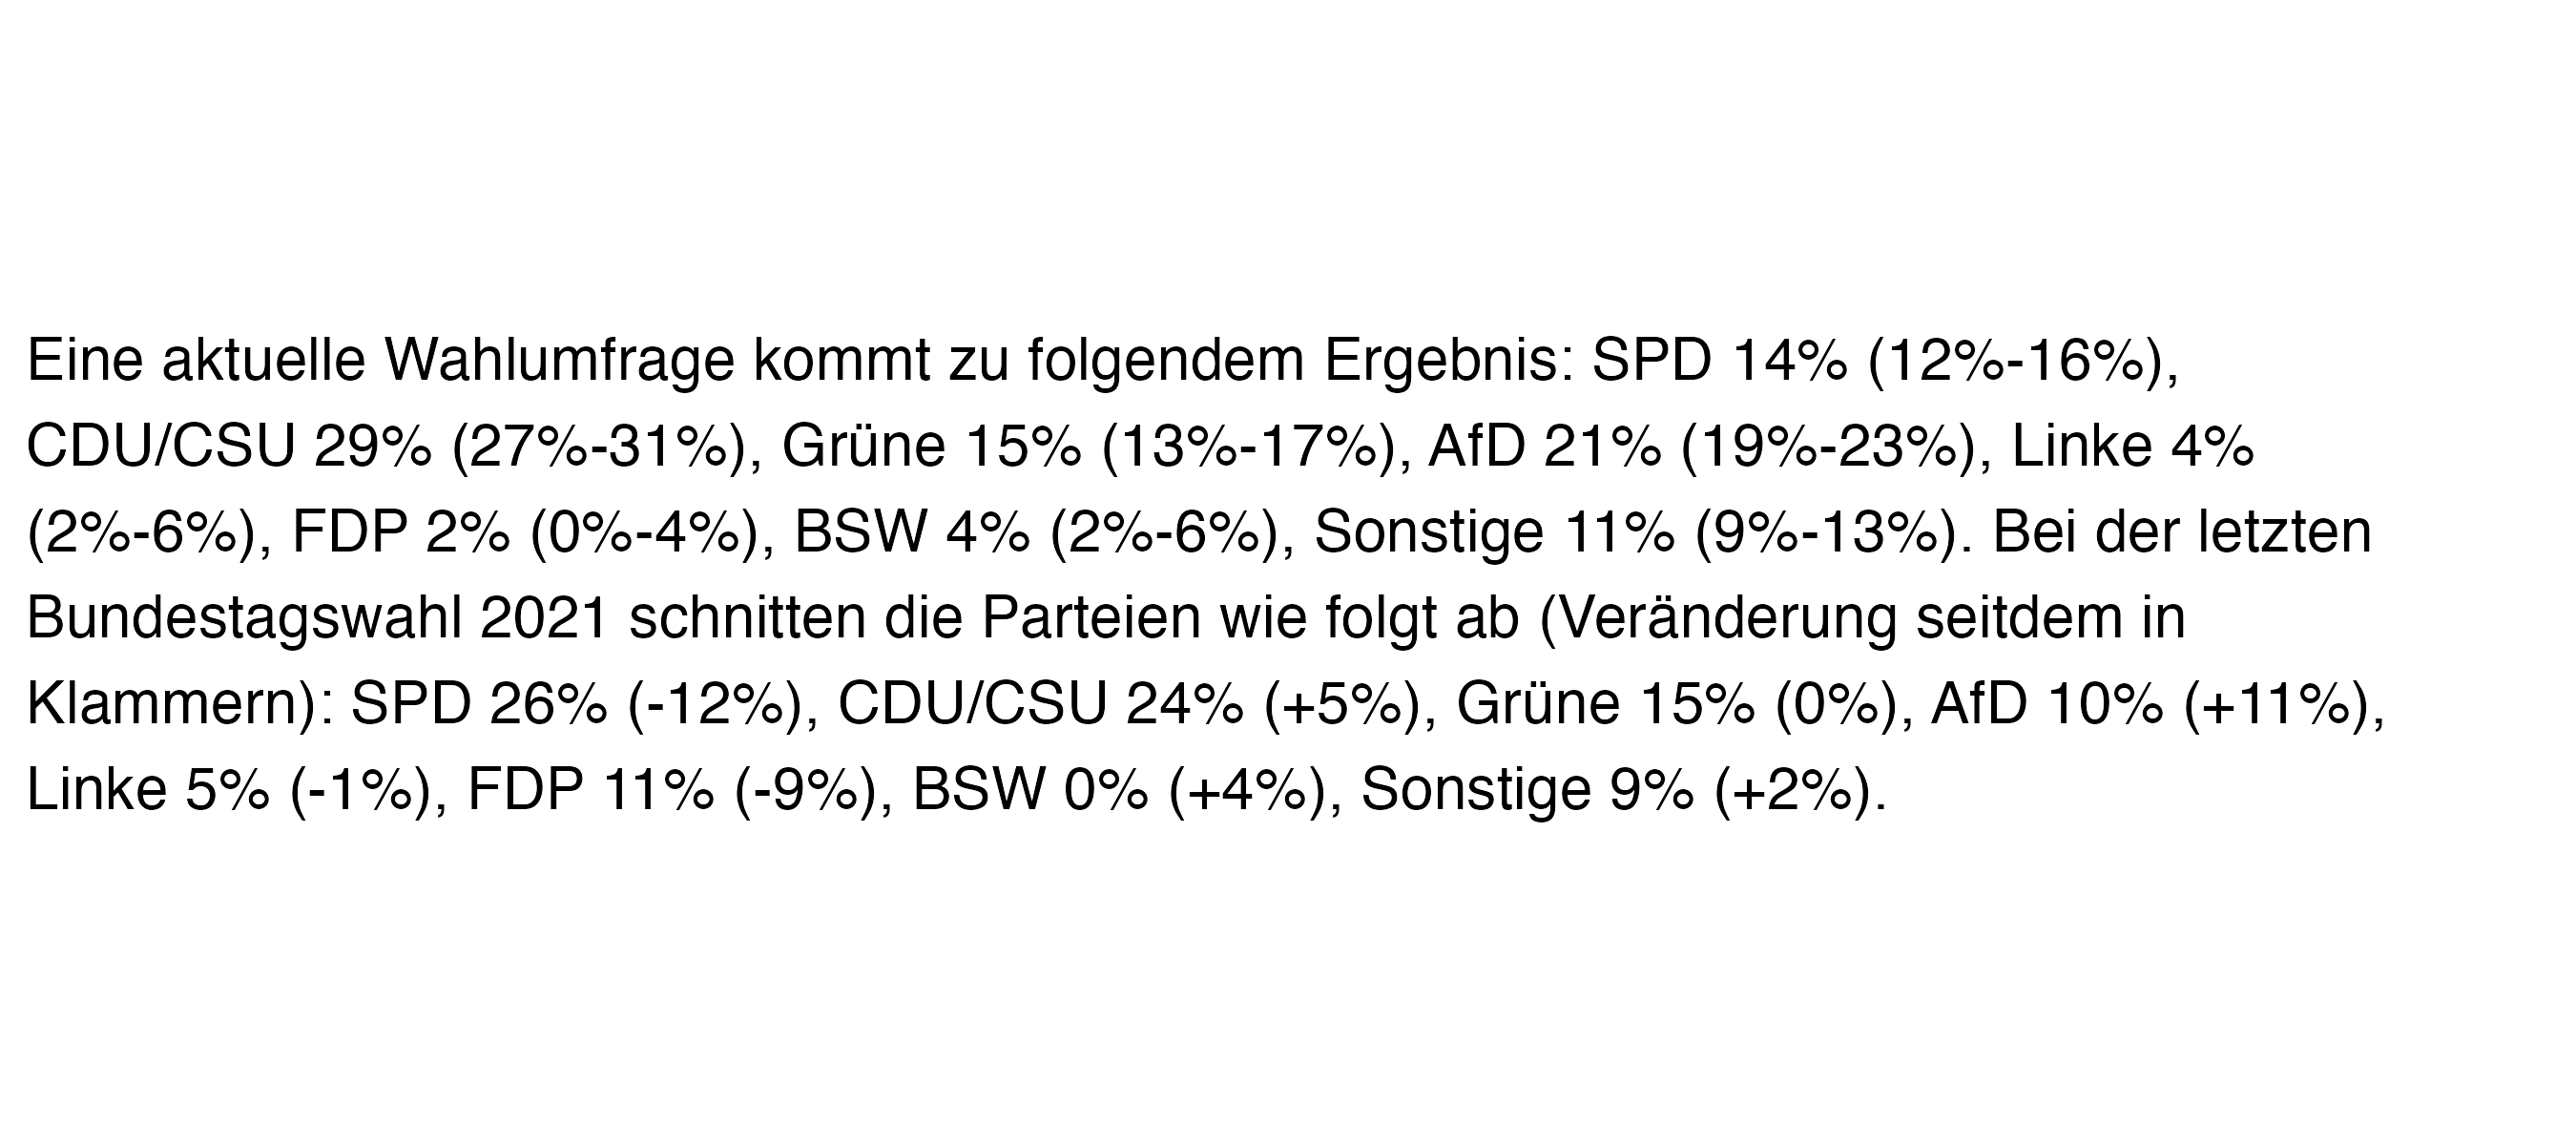 Eine aktuelle Wahlumfrage kommt zu folgendem Ergebnis: SPD 14% (12%-16%),
CDU/CSU 29% (27%-31%), Grüne 15% (13%-17%), AfD 21% (19%-23%), Linke 4%
(2%-6%), FDP 2% (0%-4%), BSW 4% (2%-6%), Sonstige 11% (9%-13%). Bei der letzten
Bundestagswahl 2021 schnitten die Parteien wie folgt ab (Veränderung seitdem in
Klammern): SPD 26% (-12%), CDU/CSU 24% (+5%), Grüne 15% (0%), AfD 10% (+11%),
Linke 5% (-1%), FDP 11% (-9%), BSW 0% (+4%), Sonstige 9% (+2%).